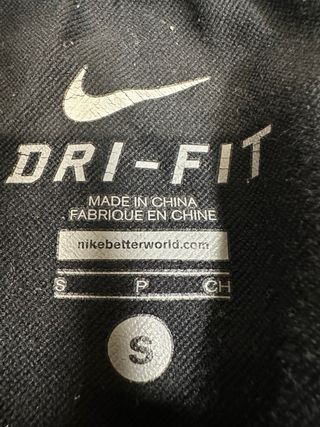 DRI-FIT
MADE IN CHINA
FABRIQUE EN CHINE
nikebetterworld.com
S P CH
S